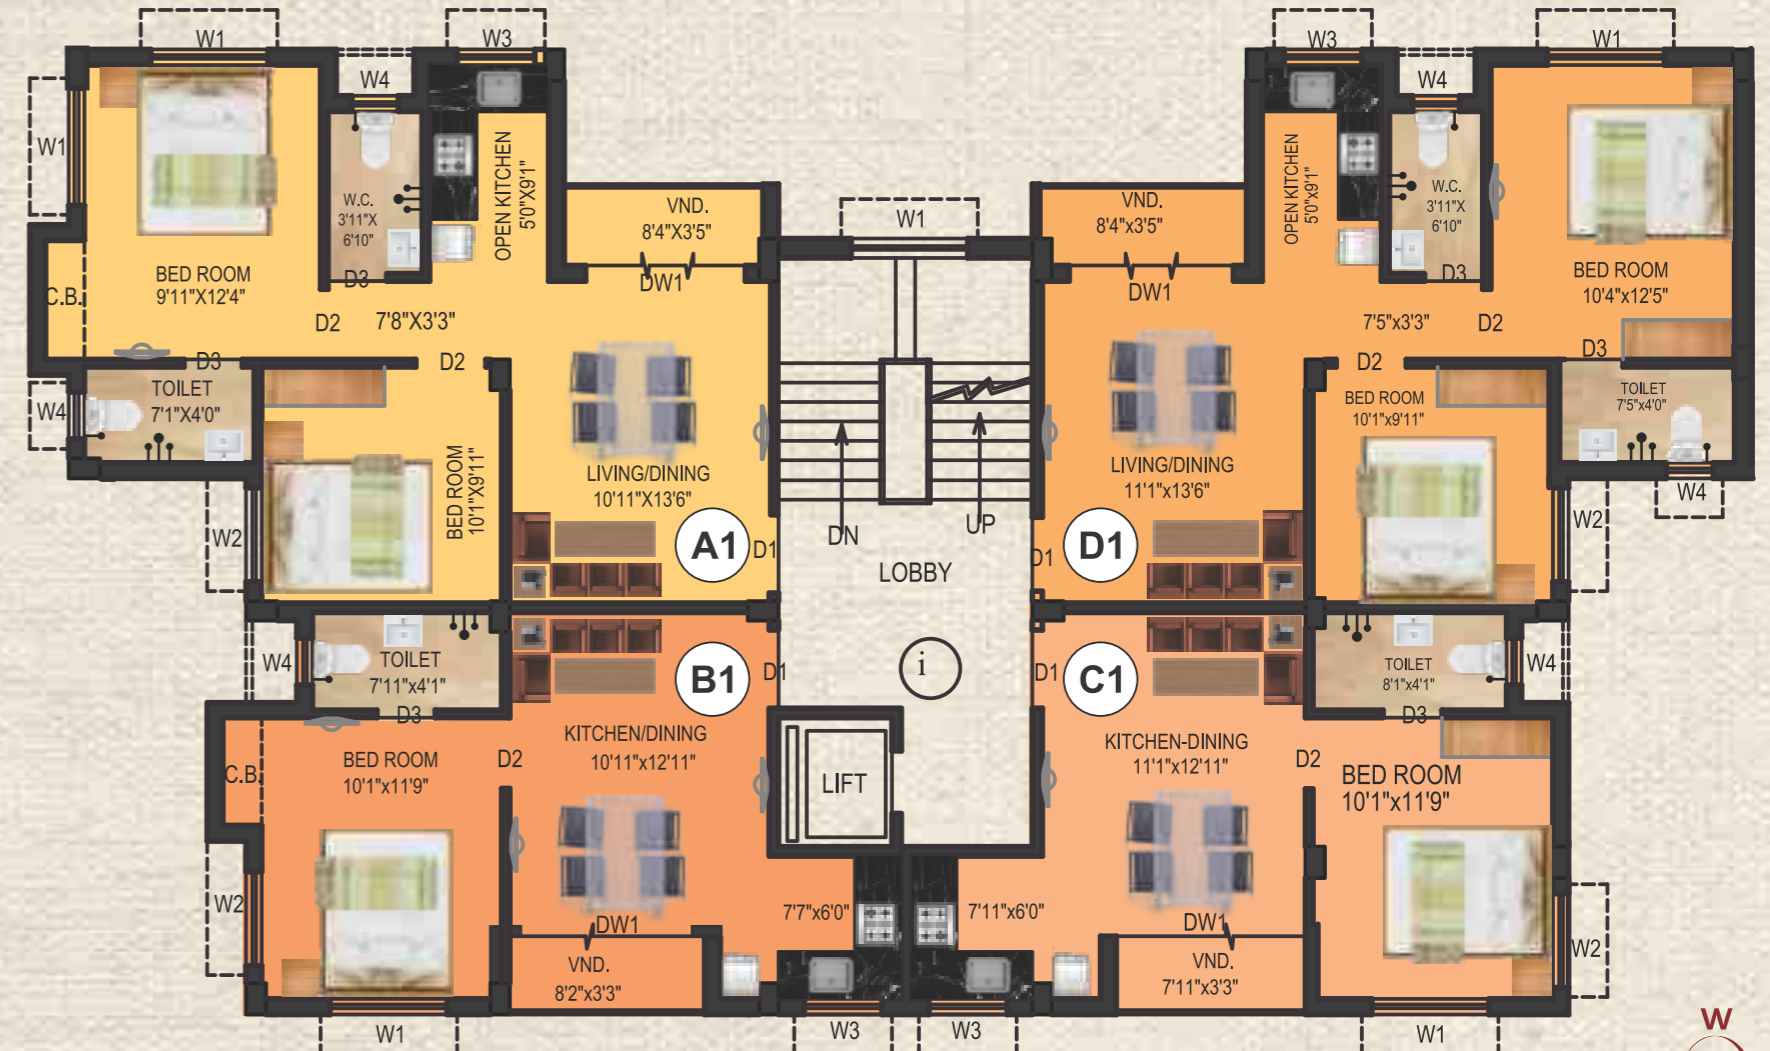 W1
W3
W3
W1
W4
W4
W1
OPEN KITCHEN
5'0"X9'1"
OPEN KITCHEN
5'0"x9'1"
W.C.
3'11"X
6'10"
VND.
8'4"X3'5"
W1
VND.
8'4"x3'5"
W.C.
3'11"X
6'10"
BED ROOM
9'11"X12'4"
D3
DW1
DW1
D3
BED ROOM
10'4"x12'5"
C.B.
D2
7'8"X3'3"
7'5"x3'3"
D2
D3
D2
D2
D3
TOILET
7'1"X4'0"
W4
BED ROOM
10'1"x9'11"
TOILET
7'5"x4'0"
BED ROOM
10'1"X9'11"
LIVING/DINING
10'11"X13'6"
LIVING/DINING
11'1"x13'6"
W4
W2
A1
D1
DN
UP
D1
D1
W2
LOBBY
W4
TOILET
7'11"x4'1"
B1
D1
i
D1
C1
TOILET
8'1"x4'1"
W4
D3
D3
KITCHEN/DINING
10'11"x12'11"
KITCHEN-DINING
11'1"x12'11"
C.B.
BED ROOM
10'1"x11'9"
D2
LIFT
D2
BED ROOM
10'1"x11'9"
W2
DW1
7'7"x6'0"
7'11"x6'0"
DW1
W2
VND.
8'2"x3'3"
VND.
7'11"x3'3"
W1
W3
W3
W1
W